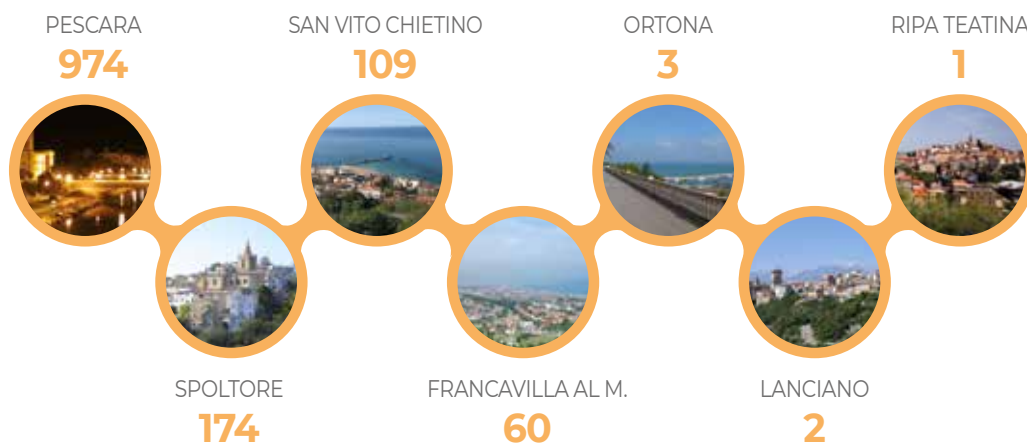 PESCARA
974
SAN VITO CHIETINO
109
ORTONA
3
RIPA TEATINA
1
SPOLTORE
174
FRANCAVILLA AL M.
60
LANCIANO
2